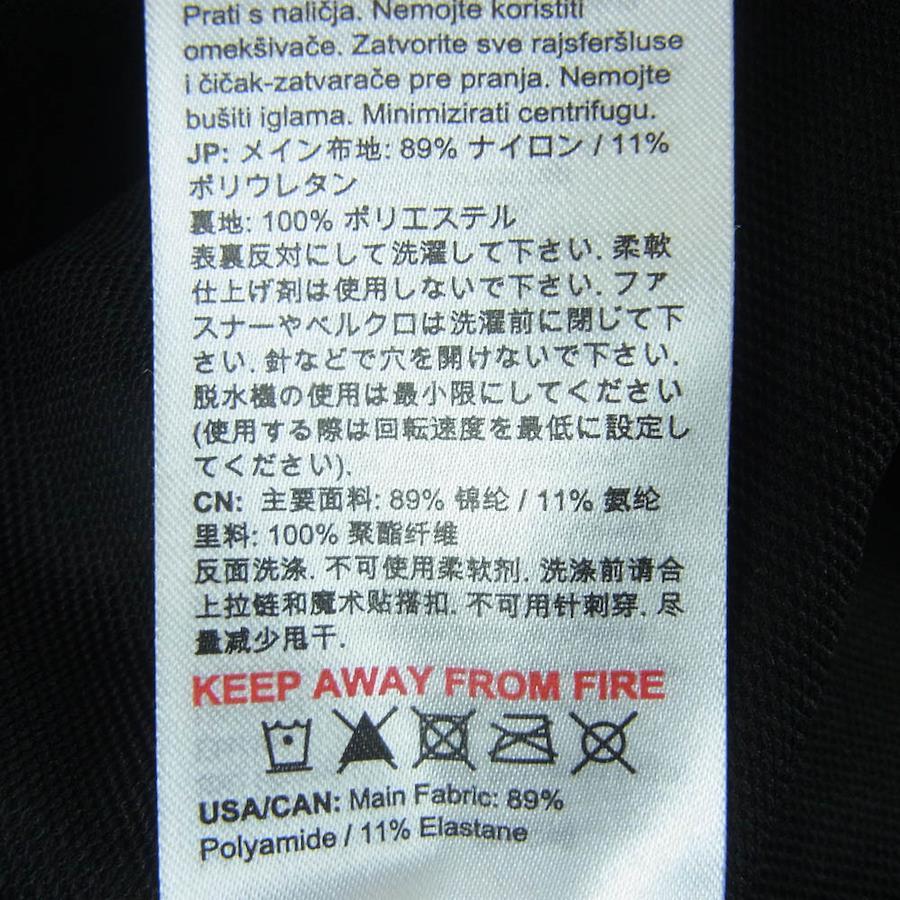 Prati s naličja. Nemojte koristiti
omekšivače. Zatvorite sve rajsferšluse
i čičak-zatvarače pre pranja. Nemojte
bušiti iglama. Minimizirati centrifugu.
JP: メイン布地: 89% ナイロン / 11%
ポリウレタン
裏地: 100% ポリエステル
表裏反対にして洗濯して下さい. 柔軟
仕上げ剤は使用しないで下さい. ファ
スナーやベルクロは洗濯前に閉じて下
さい. 針などで穴を開けないで下さい.
脱水機の使用は最小限にしてください
(使用する際は回転速度を最低に設定し
てください).
CN: 主要面料: 89% 锦纶 / 11% 氨纶
里料: 100% 聚酯纤维
反面洗涤. 不可使用柔软剂. 洗涤前请合
上拉链和魔术贴搭扣. 不可用针刺穿. 尽
量减少甩干.
KEEP AWAY FROM FIRE
USA/CAN: Main Fabric: 89%
Polyamide / 11% Elastane